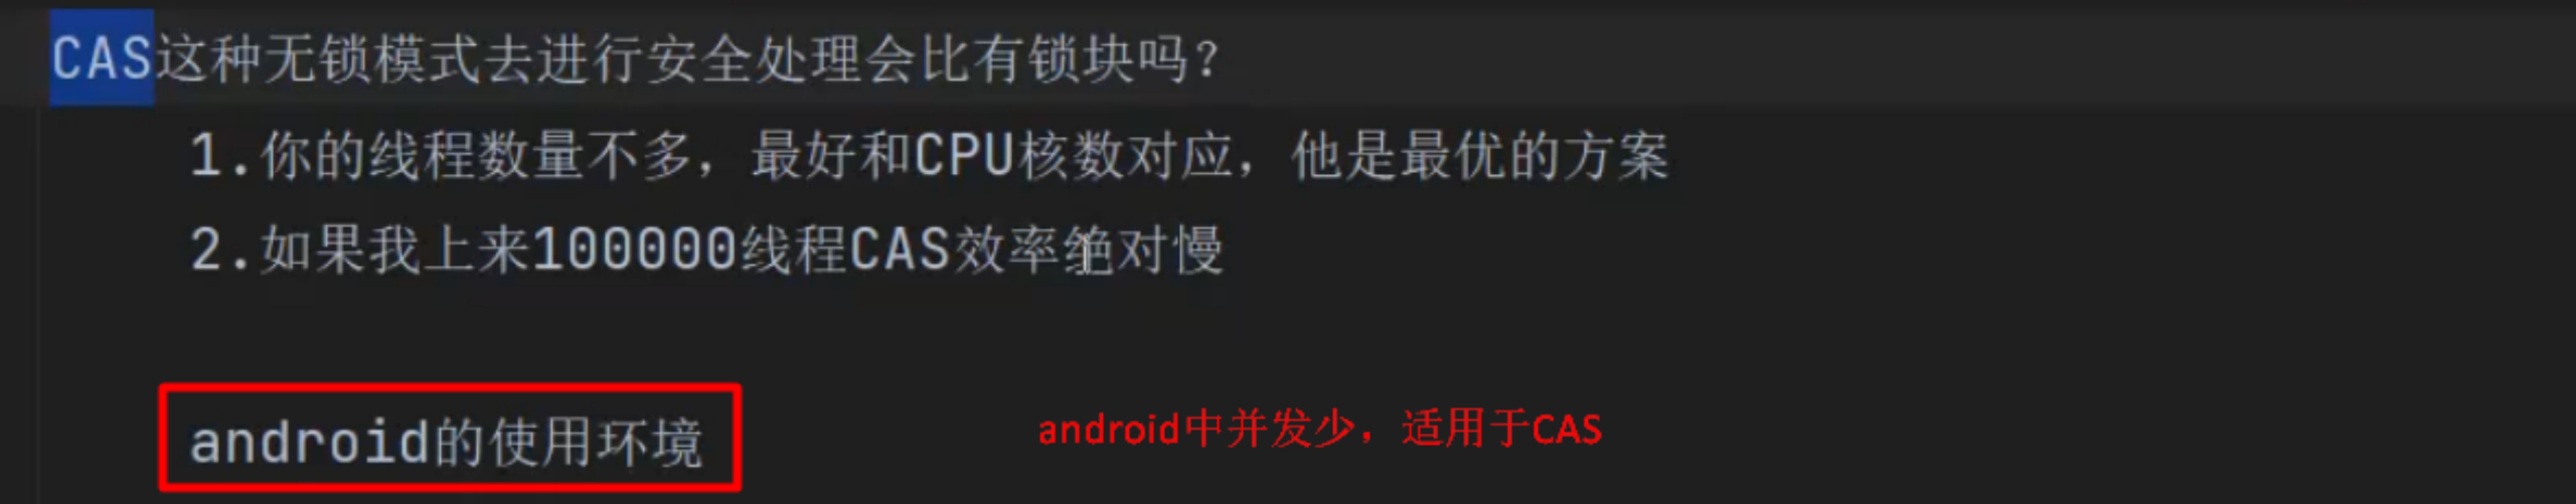 CAS这种无锁模式去进行安全处理会比有锁块吗?
1.你的线程数量不多，最好和CPU核数对应，他是最优的方案
2.如果我上来100000线程CAS效率绝对慢
android的使用环境
android中并发少，适用于CAS